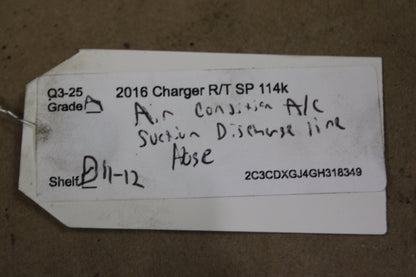 Q3-25 2016 Charger R/T SP 114k
Grade A Air Condition A/C
Suction Discharge line
Hose
Shelf D11-12 2C3CDXGJ4GH318349